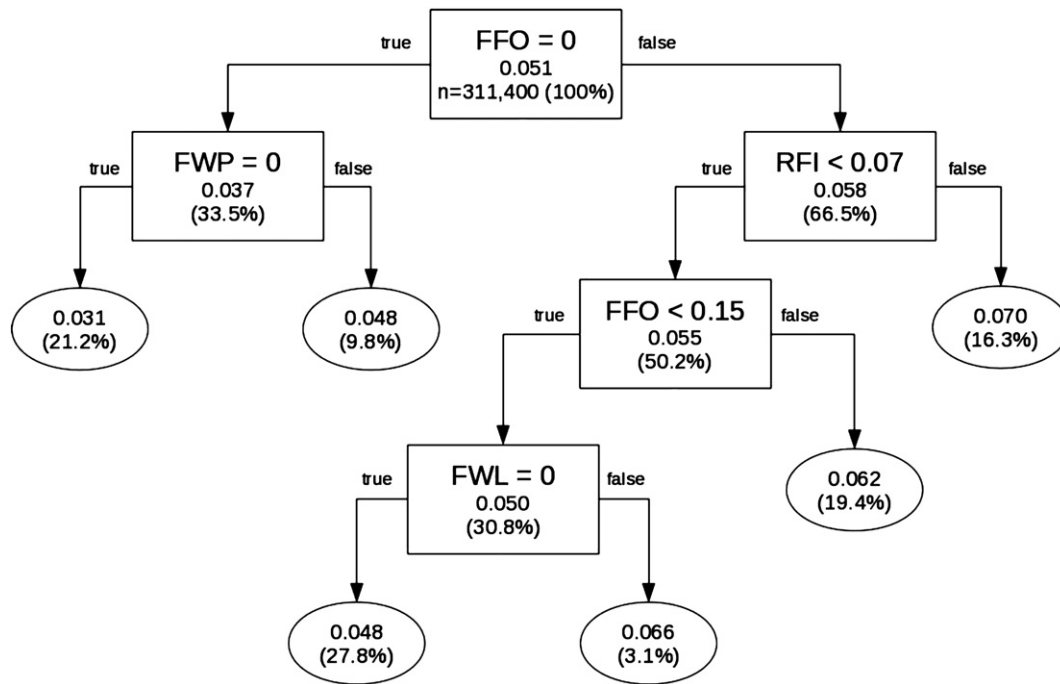 true
FFO = 0
false
0.051
n=311,400 (100%)
true
FWP = 0
false
0.037
(33.5%)
true
RFI < 0.07
false
0.058
(66.5%)
0.031
(21.2%)
0.048
(9.8%)
true
FFO < 0.15
false
0.055
(50.2%)
0.070
(16.3%)
true
FWL = 0
false
0.050
(30.8%)
0.062
(19.4%)
0.048
(27.8%)
0.066
(3.1%)